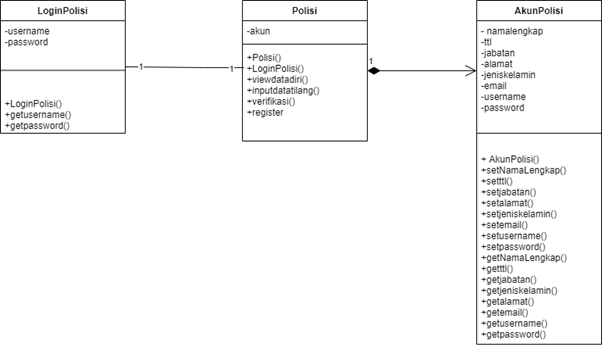 LoginPolisi
-username
-password
+LoginPolisi()
+getusername()
+getpassword()
1
1
Polisi
-akun
+Polisi()
+LoginPolisi()
+viewdatadiri()
+inputdatatilang()
+verifikasi()
+register
1
AkunPolisi
- namalengkap
-ttl
-jabatan
-alamat
-jeniskelamin
-email
-username
-password
+ AkunPolisi()
+setNamaLengkap()
+setttl()
+setjabatan()
+setalamat()
+setjeniskelamin()
+setemail()
+setusername()
+setpassword()
+getNamaLengkap()
+getttl()
+getjabatan()
+getjeniskelamin()
+getalamat()
+getemail()
+getusername()
+getpassword()